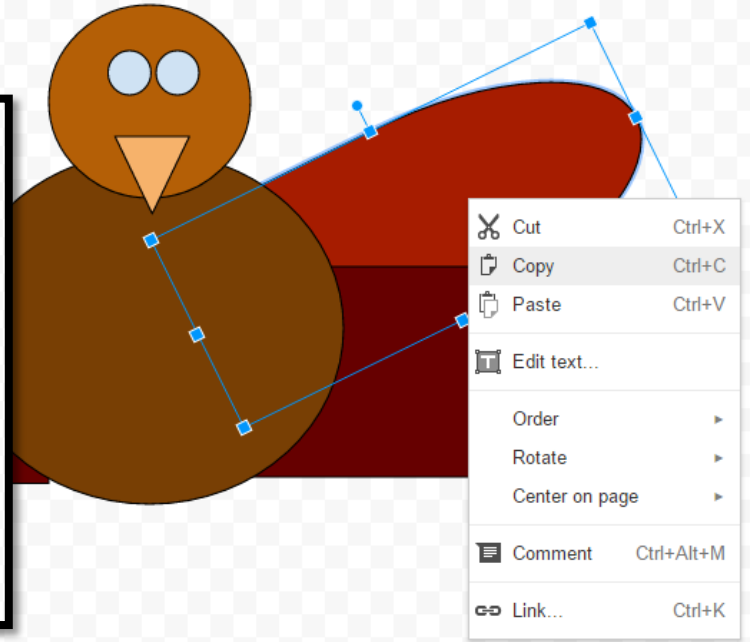 Cut Ctrl+X
Copy Ctrl+C
Paste Ctrl+V
Edit text...
Order
Rotate
Center on page
Comment Ctrl+Alt+M
Link... Ctrl+K